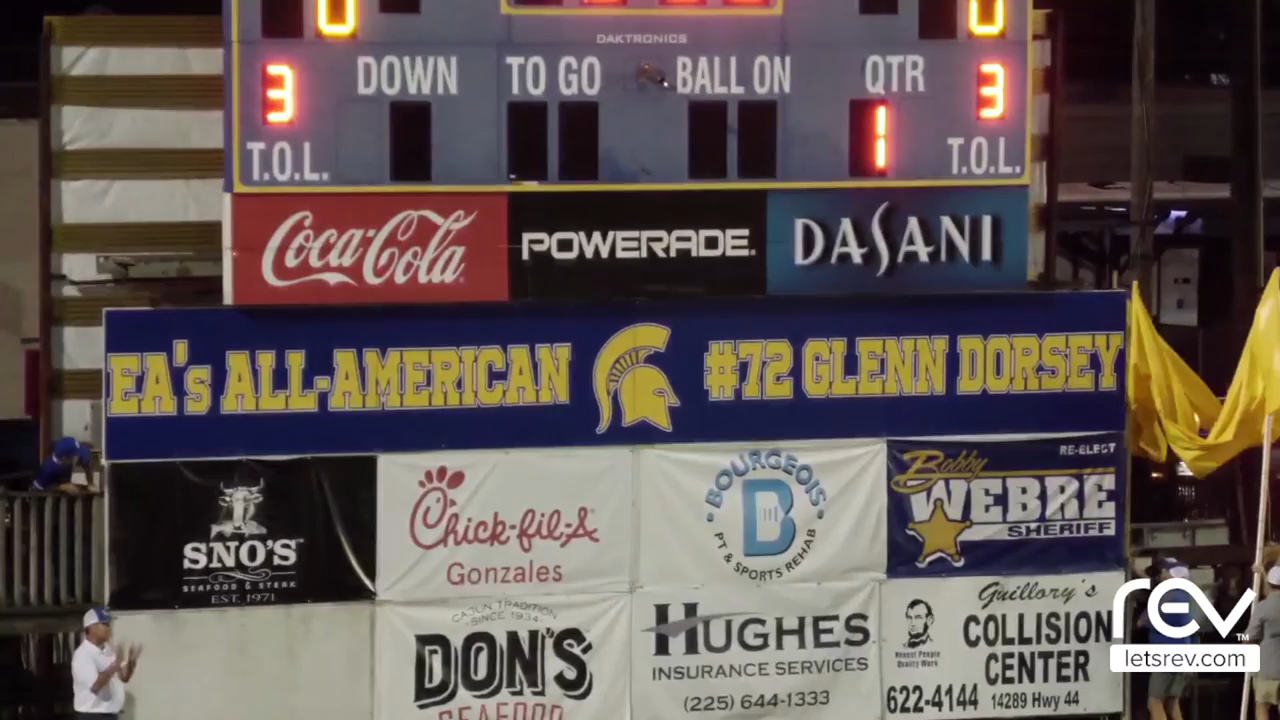 0 0
DAKTRONICS
3 DOWN TO GO BALL ON QTR 3
T.O.L. 1 T.O.L.
Coca-Cola POWERADE DASANI
EA's ALL-AMERICAN #72 GLENN DORSEY
SNO'S
SEAFOOD & STEAK
EST. 1971
Chick-fil-A
Gonzales
BOURGEOIS
B
PT & SPORTS REHAB
RE-ELECT
Bobby
WEBRE
SHERIFF
CAJUN TRADITION
SINCE 1934
DON'S
SEAFOOD
HUGHES
INSURANCE SERVICES
(225) 644-1333
Guillory's
COLLISION
CENTER
Honest People
Quality Work
622-4144 14289 Hwy 44
rev™
letsrev.com